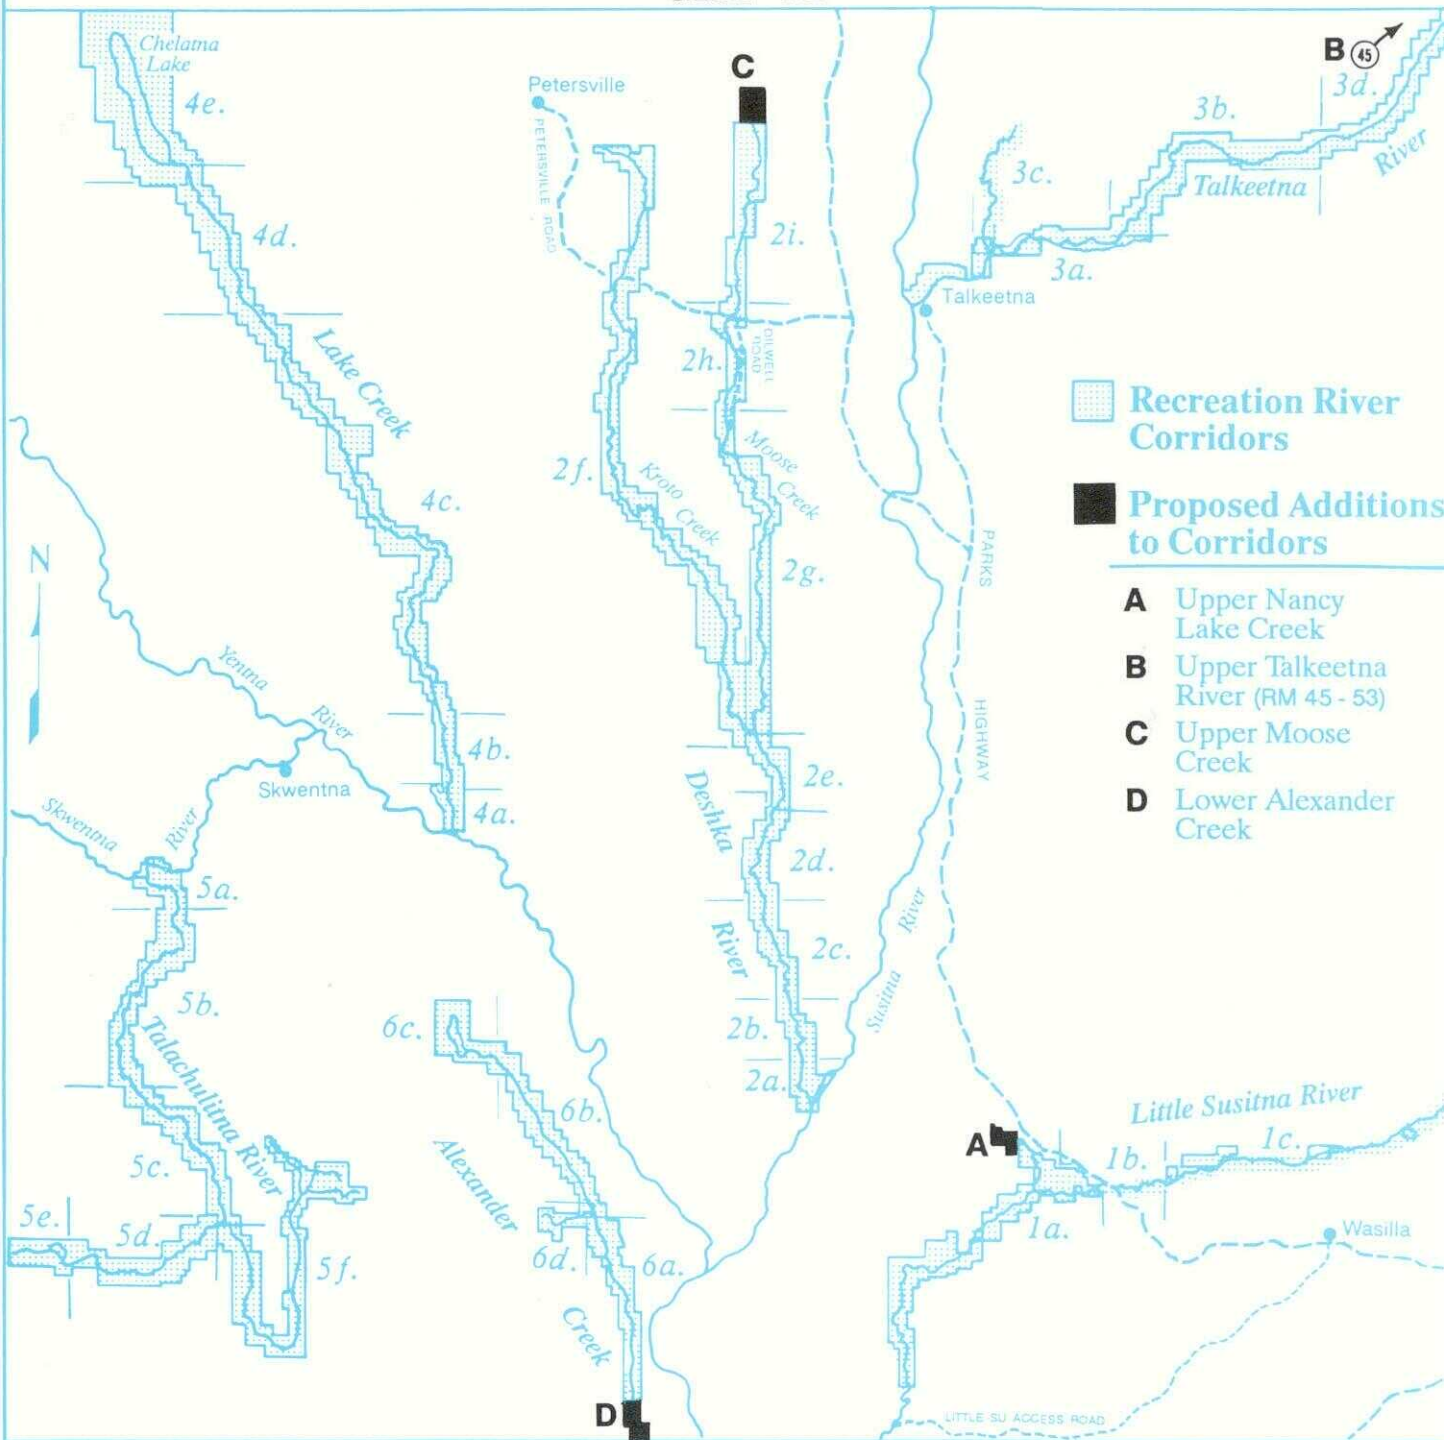 Chelatna
Lake
4e.
4d.
Lake Creek
4c.
4b.
4a.
Petersville
PETERSVILLE ROAD
C
2i.
2h.
OILWELL
ROAD
2f.
Kroto
Creek
Moose
Creek
2g.
2e.
Deshka
River
2d.
2c.
2b.
2a.
B
45
3d.
3b.
River
Talkeetna
3c.
3a.
Talkeetna
Recreation River
Corridors
Proposed Additions
to Corridors
A Upper Nancy
Lake Creek
B Upper Talkeetna
River (RM 45 - 53)
C Upper Moose
Creek
D Lower Alexander
Creek
PARKS
HIGHWAY
N
Yentna
River
Skwentna
Skwentna
River
5a.
5b.
Talachulitna River
5c.
5e.
5d.
5f.
6c.
6b.
Alexander
Creek
6d.
6a.
D
Susitna
River
A
Little Susitna River
1c.
1b.
1a.
Wasilla
LITTLE SU ACCESS ROAD